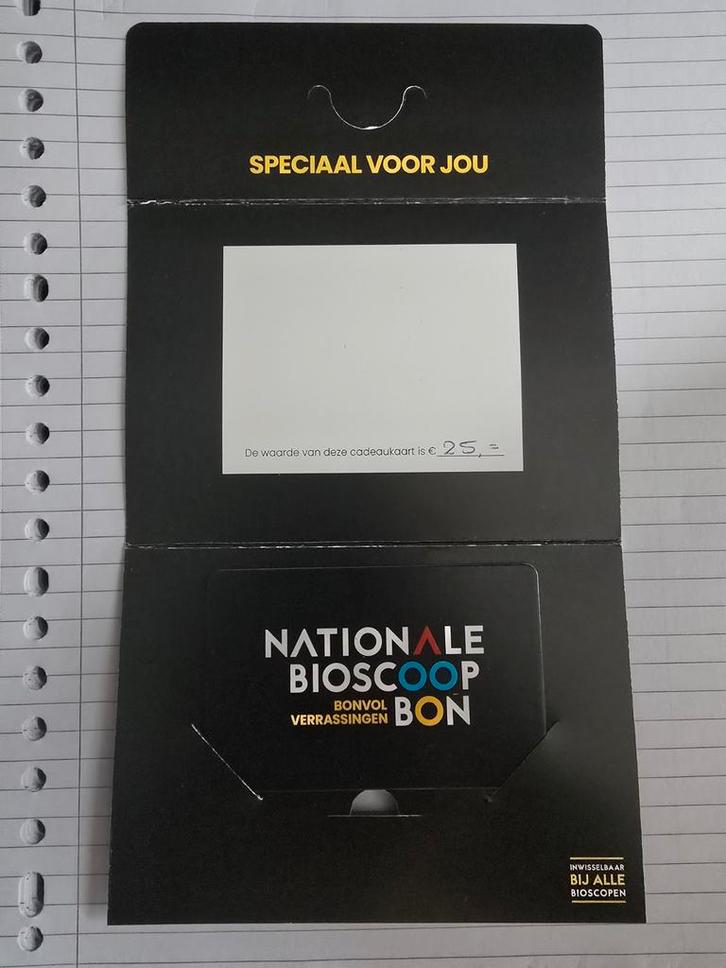 SPECIAAL VOOR JOU
De waarde van deze cadeaukaart is € 25,=
NATIONALE
BIOSCOOP
BONVOL
VERRASSINGEN
BON
INWISSELBAAR
BIJ ALLE
BIOSCOPEN